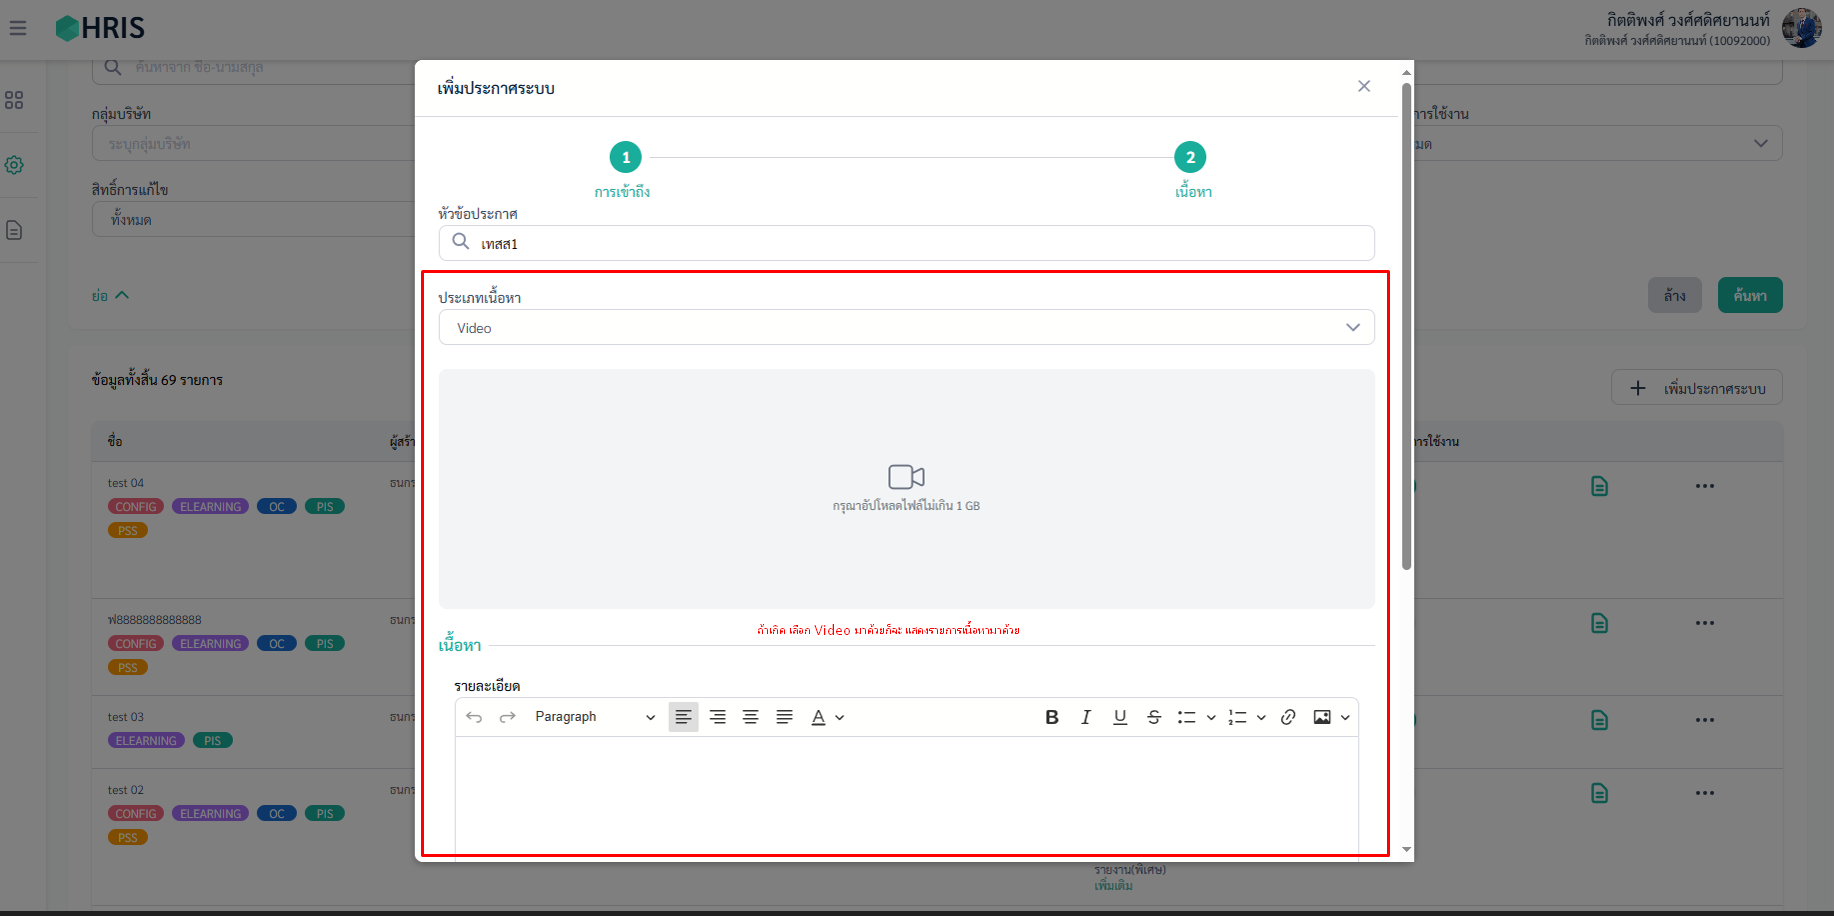 HRIS
กิตติพงศ์ วงศ์ศดิศยานนท์
กิตติพงศ์ วงศ์ศดิศยานนท์ (10092000)
ค้นหาจาก ชื่อ-นามสกุล
กลุ่มบริษัท
ระบุกลุ่มบริษัท
สิทธิ์การแก้ไข
ทั้งหมด
ย่อ
การใช้งาน
มด
ล้าง
ค้นหา
ข้อมูลทั้งสิ้น 69 รายการ
เพิ่มประกาศระบบ
ชื่อ
ผู้สร้า
การใช้งาน
test 04
ธนกร
CONFIG ELEARNING OC PIS
PSS
ฟ8888888888888
ธนกร
CONFIG ELEARNING OC PIS
PSS
test 03
ธนกร
ELEARNING PIS
test 02
ธนกร
CONFIG ELEARNING OC PIS
PSS
รายงาน(พิเศษ)
เพิ่มเติม
เพิ่มประกาศระบบ
1
การเข้าถึง
2
เนื้อหา
หัวข้อประกาศ
เทสส1
ประเภทเนื้อหา
Video
กรุณาอัปโหลดไฟล์ไม่เกิน 1 GB
ถ้าเกิด เลือก Video มาด้วยก็จะ แสดงรายการเนื้อหามาด้วย
เนื้อหา
รายละเอียด
Paragraph